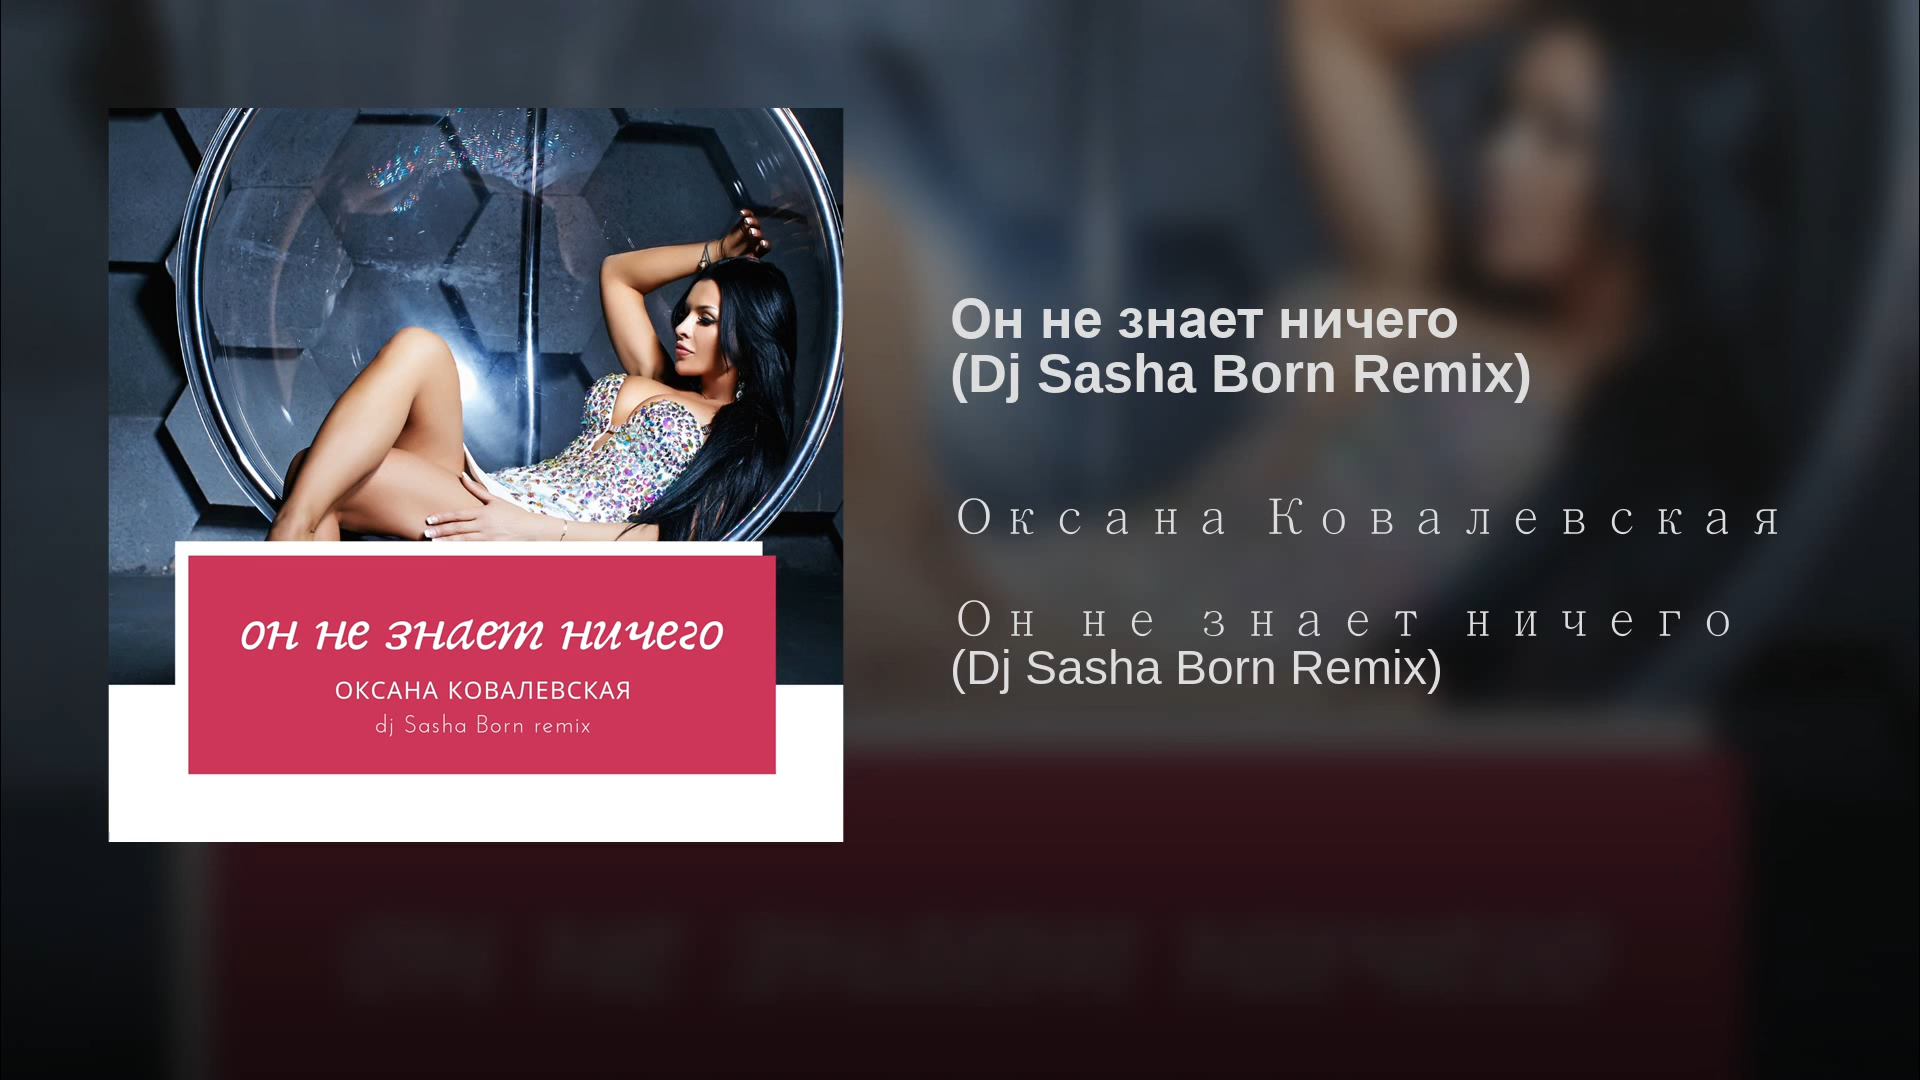 он не знает ничего
ОКСАНА КОВАЛЕВСКАЯ
dj Sasha Born remix
Он не знает ничего
(Dj Sasha Born Remix)
Оксана Ковалевская
Он не знает ничего
(Dj Sasha Born Remix)